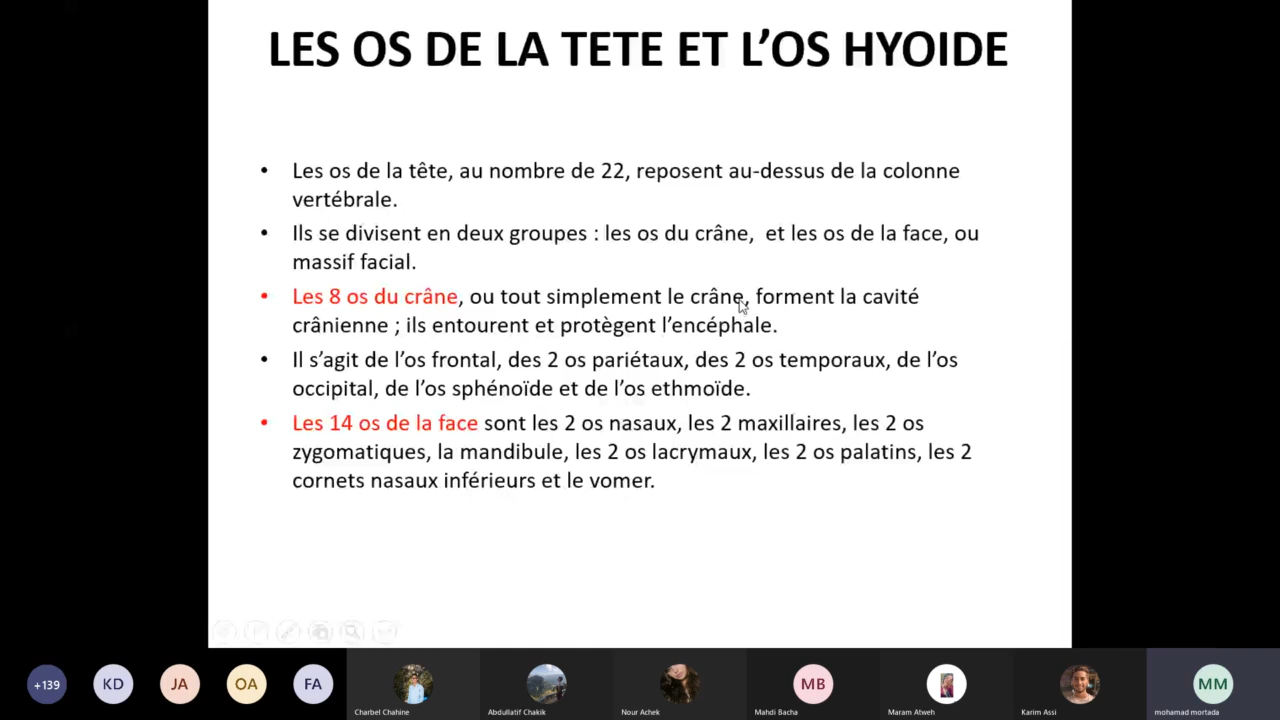 LES OS DE LA TETE ET L’OS HYOIDE
• Les os de la tête, au nombre de 22, reposent au-dessus de la colonne
vertébrale.
• Ils se divisent en deux groupes : les os du crâne,  et les os de la face, ou
massif facial.
• Les 8 os du crâne, ou tout simplement le crâne, forment la cavité
crânienne ; ils entourent et protègent l’encéphale.
• Il s’agit de l’os frontal, des 2 os pariétaux, des 2 os temporaux, de l’os
occipital, de l’os sphénoïde et de l’os ethmoïde.
• Les 14 os de la face sont les 2 os nasaux, les 2 maxillaires, les 2 os
zygomatiques, la mandibule, les 2 os lacrymaux, les 2 os palatins, les 2
cornets nasaux inférieurs et le vomer.
+139 KD JA OA FA MB MM
Charbel Chahine Abdullatif Chakik Nour Achek Mahdi Bacha Maram Atweh Karim Assi mohamad mortada